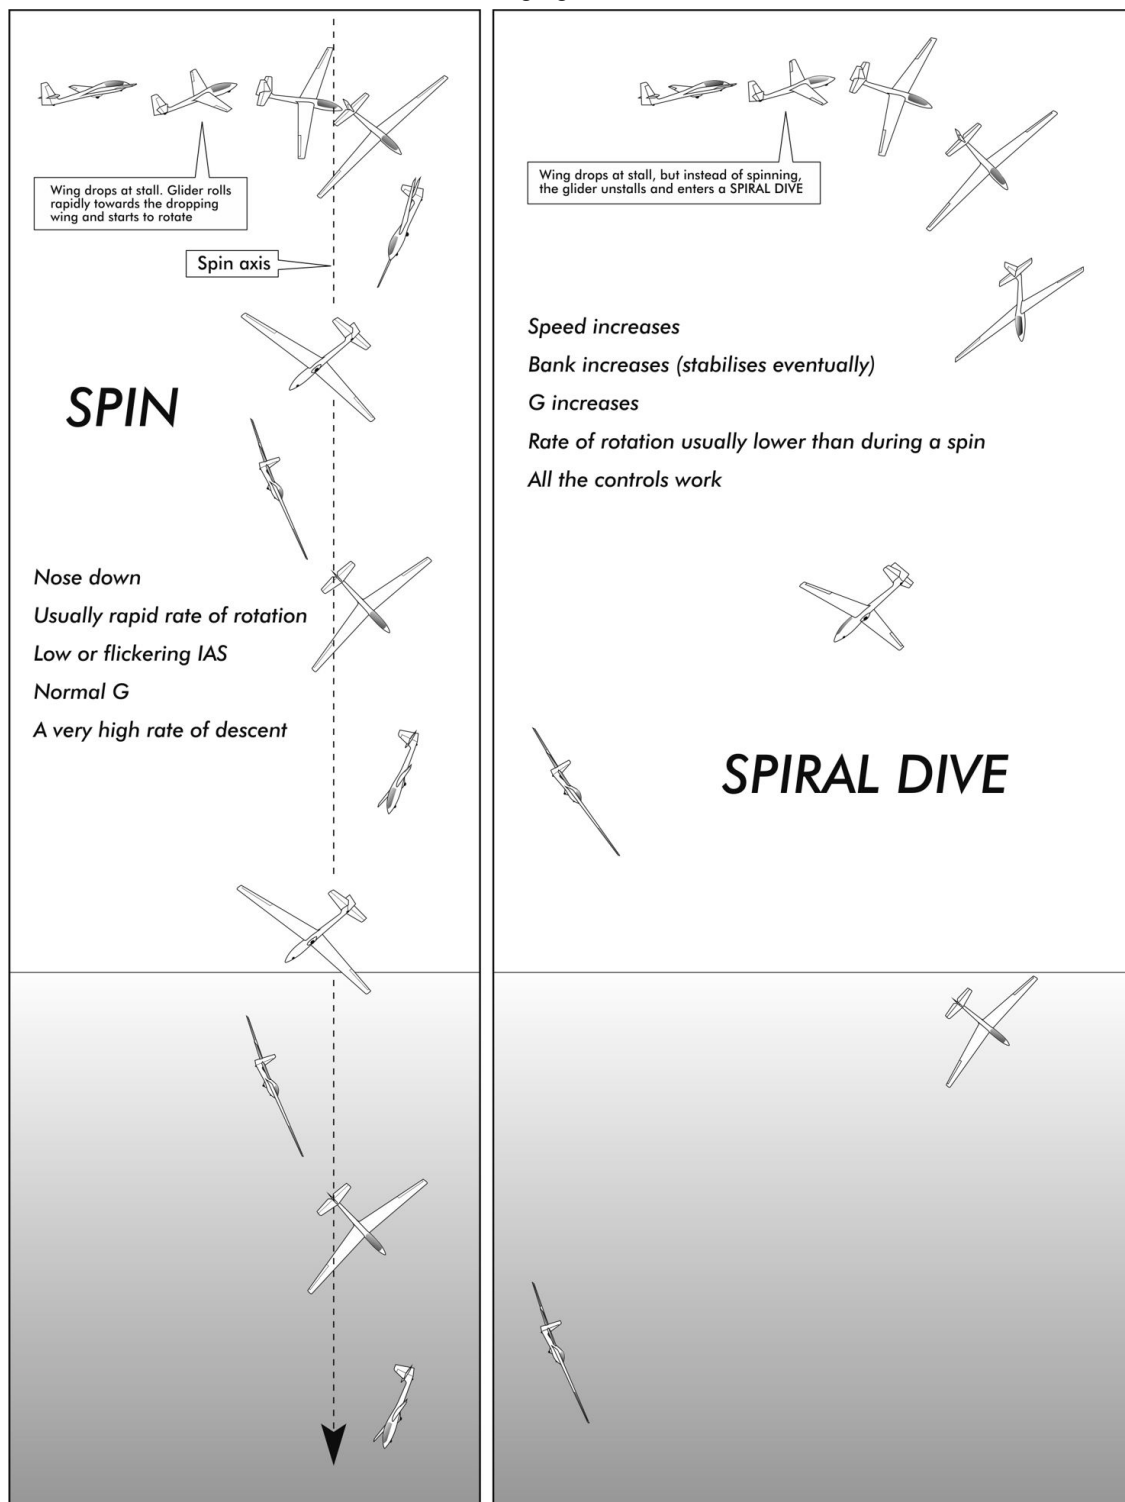 Wing drops at stall. Glider rolls
rapidly towards the dropping
wing and starts to rotate
Spin axis
SPIN
Nose down
Usually rapid rate of rotation
Low or flickering IAS
Normal G
A very high rate of descent
Wing drops at stall, but instead of spinning,
the glider unstalls and enters a SPIRAL DIVE
Speed increases
Bank increases (stabilises eventually)
G increases
Rate of rotation usually lower than during a spin
All the controls work
SPIRAL DIVE